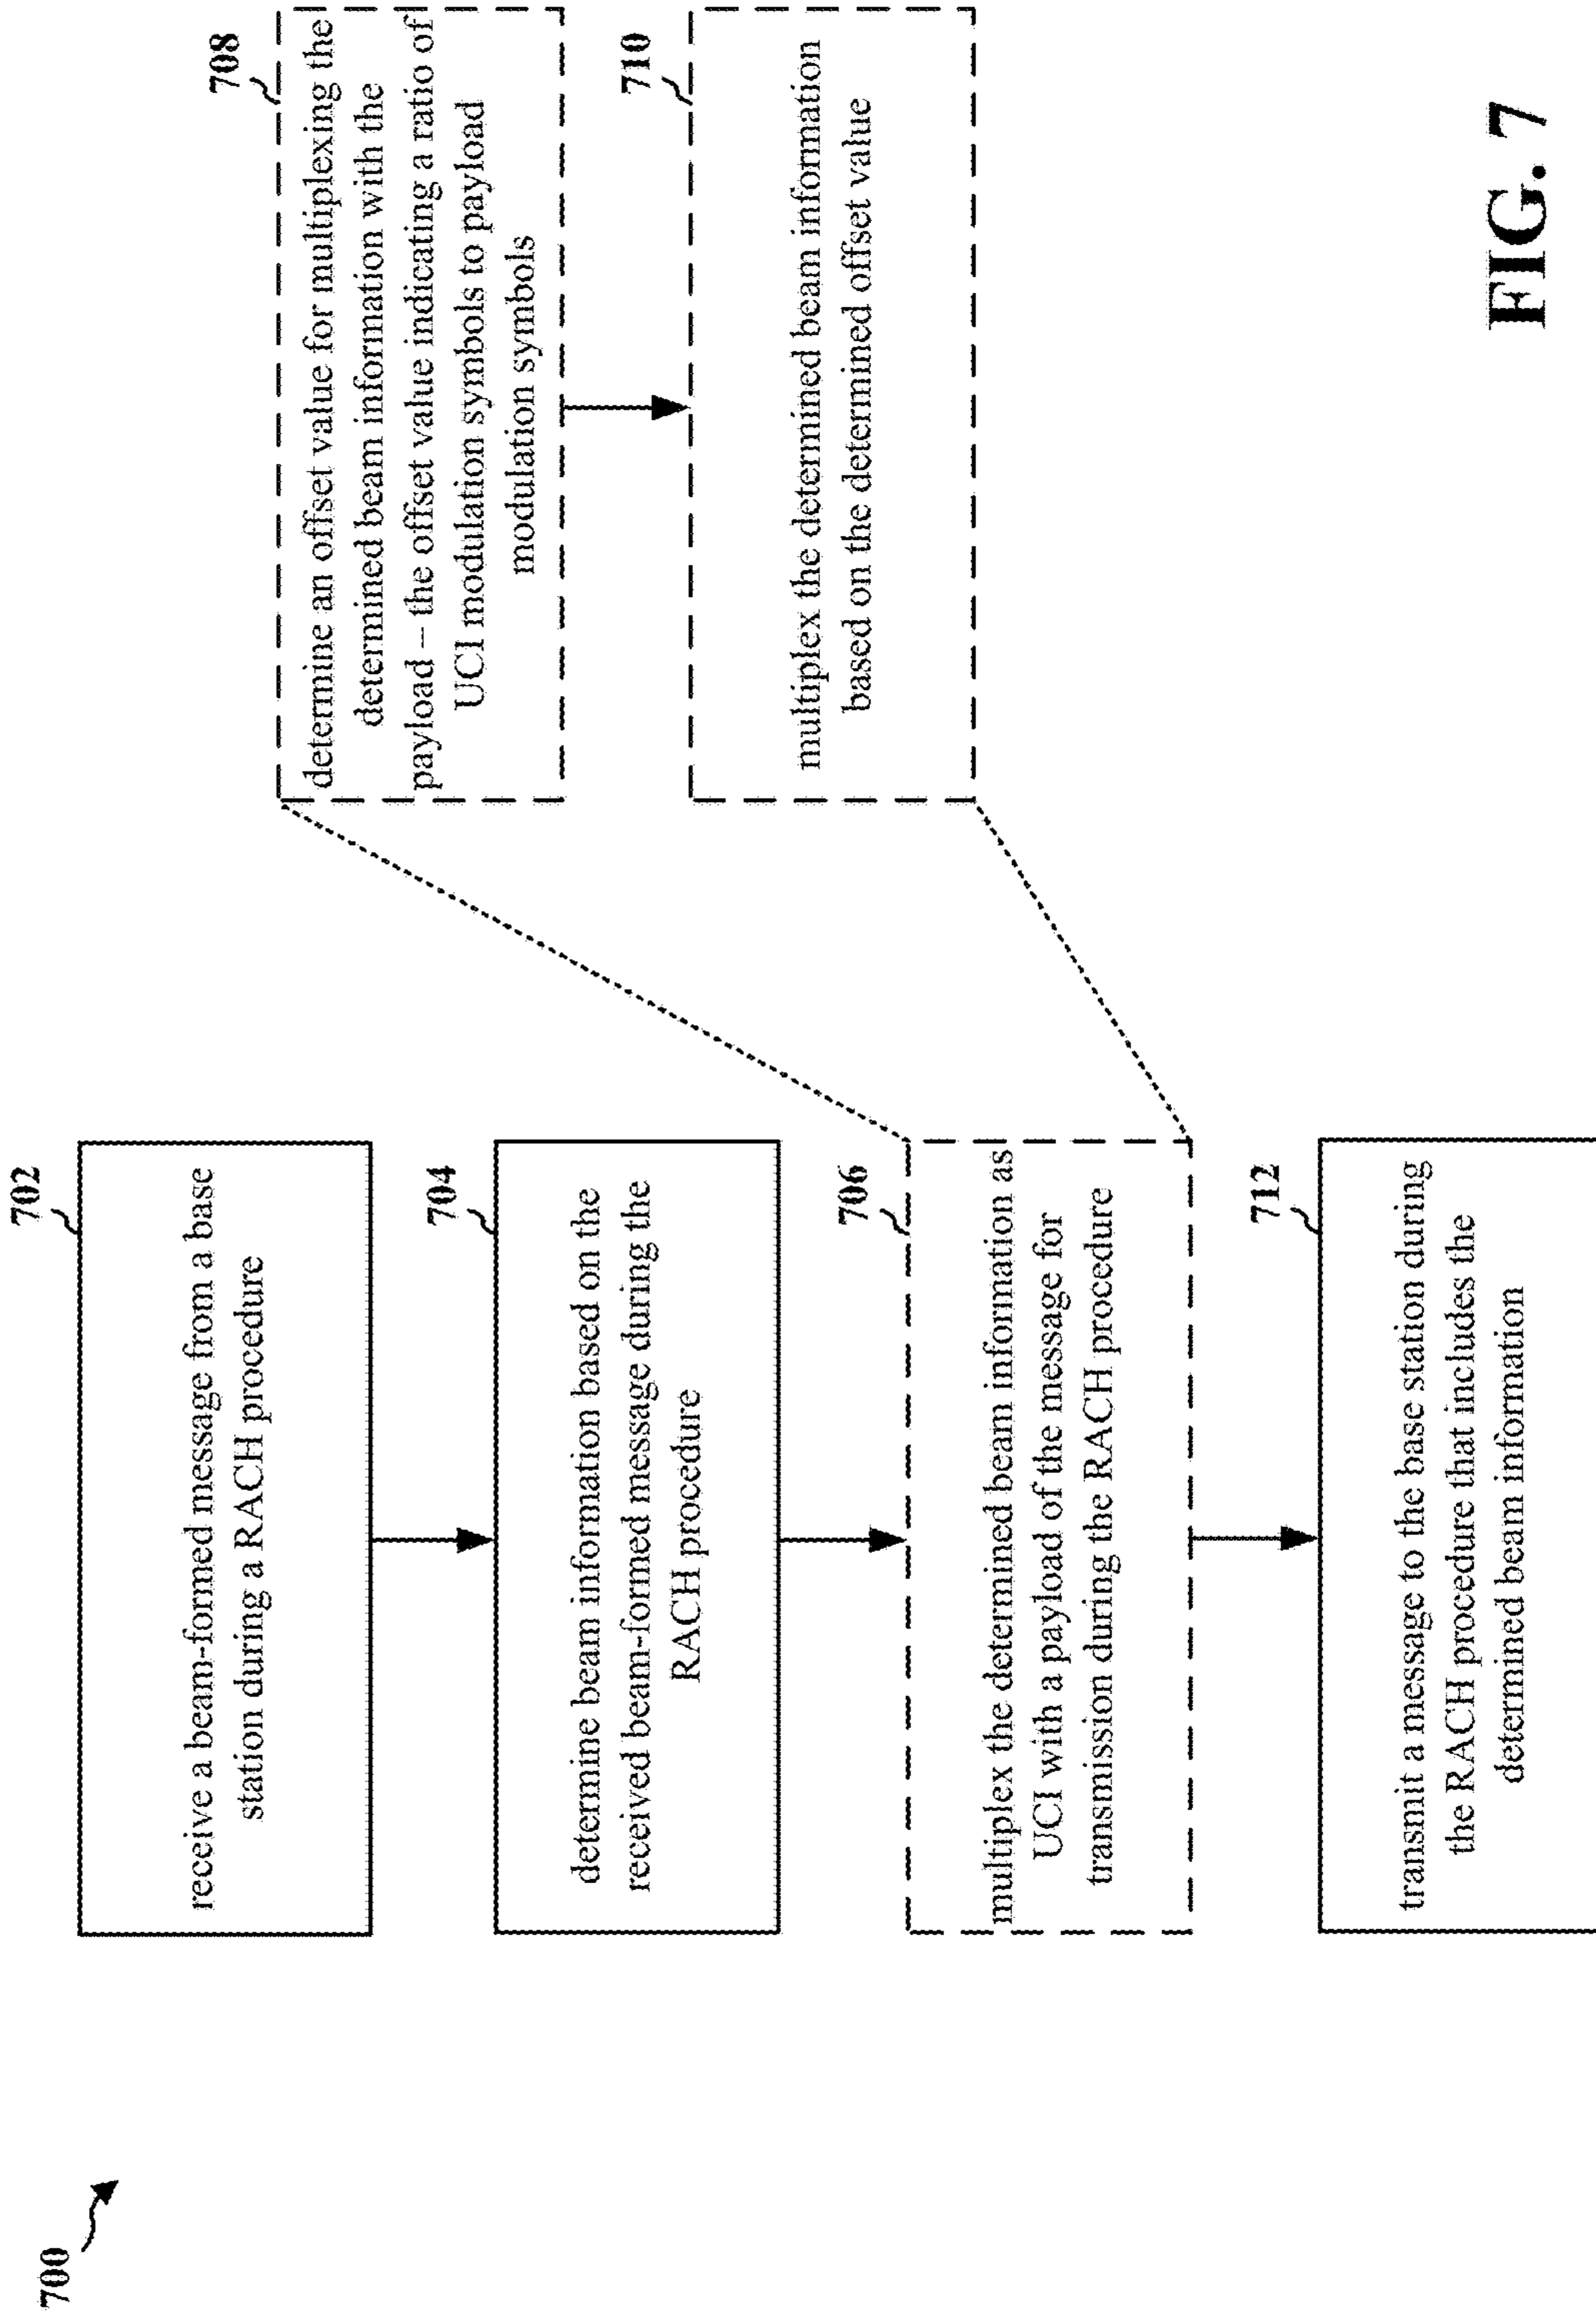 700
702
receive a beam-formed message from a base
station during a RACH procedure
704
determine beam information based on the
received beam-formed message during the
RACH procedure
706
multiplex the determined beam information as
UCI with a payload of the message for
transmission during the RACH procedure
708
determine an offset value for multiplexing the
determined beam information with the
payload – the offset value indicating a ratio of
UCI modulation symbols to payload
modulation symbols
710
multiplex the determined beam information
based on the determined offset value
712
transmit a message to the base station during
the RACH procedure that includes the
determined beam information
FIG. 7